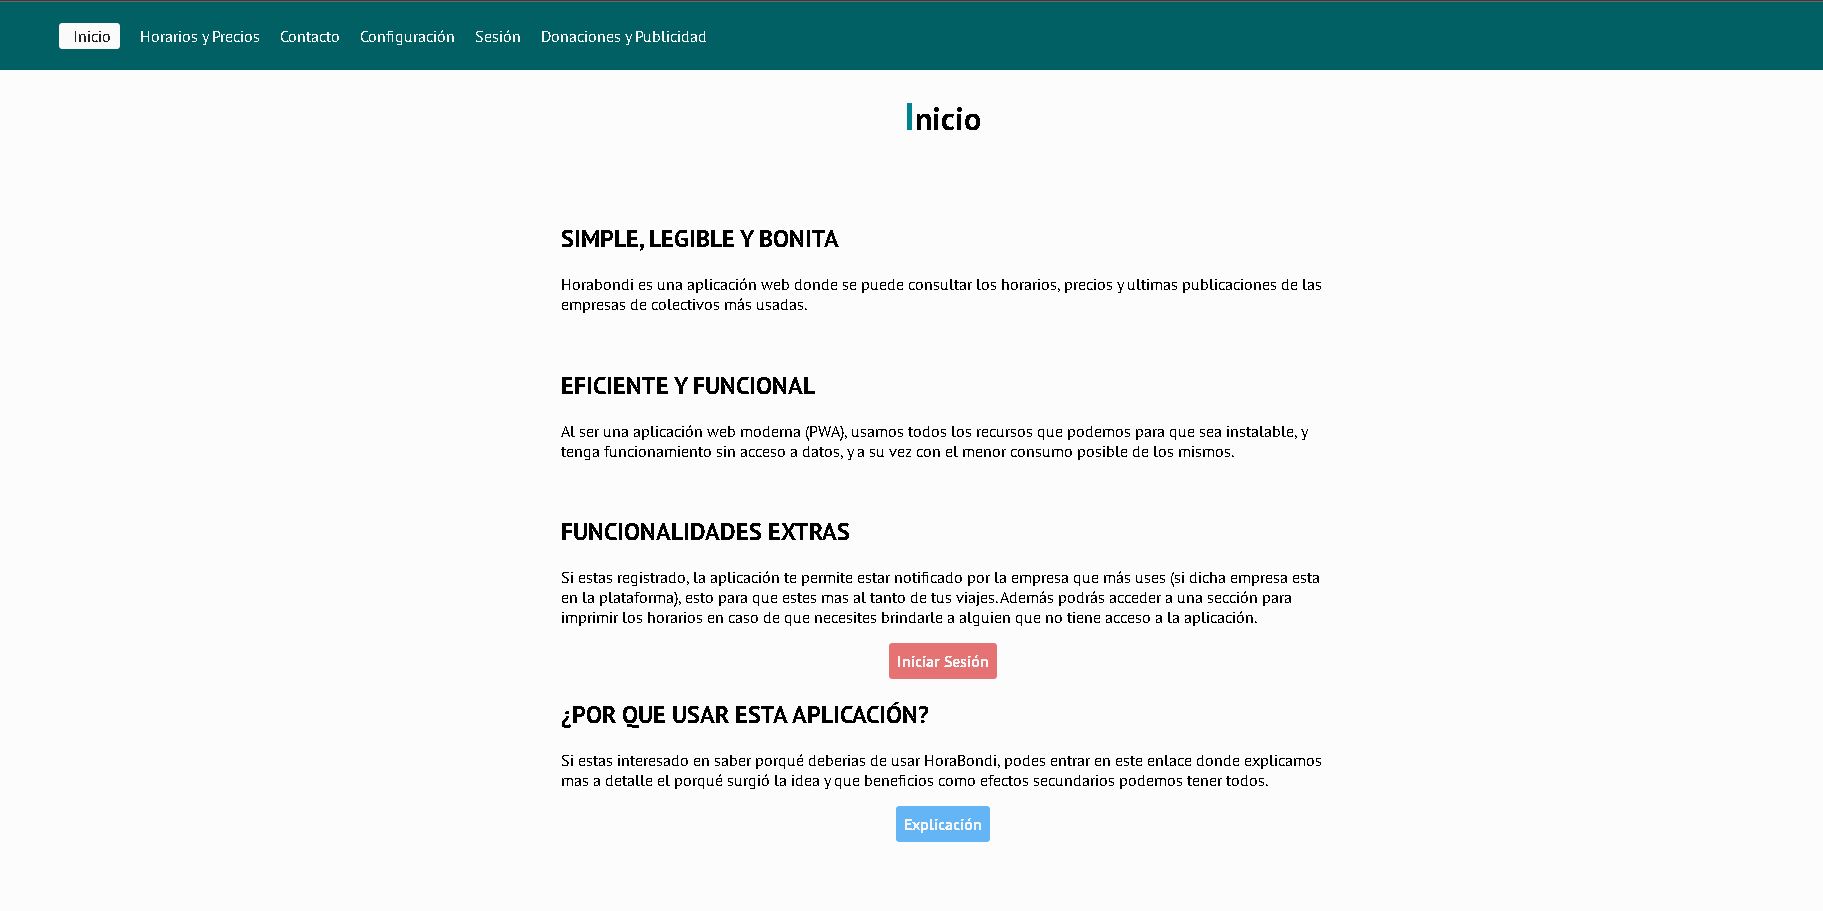 Inicio Horarios y Precios Contacto Configuración Sesión Donaciones y Publicidad
Inicio
SIMPLE, LEGIBLE Y BONITA
Horabondi es una aplicación web donde se puede consultar los horarios, precios y ultimas publicaciones de las
empresas de colectivos más usadas.
EFICIENTE Y FUNCIONAL
Al ser una aplicación web moderna (PWA), usamos todos los recursos que podemos para que sea instalable, y
tenga funcionamiento sin acceso a datos, y a su vez con el menor consumo posible de los mismos.
FUNCIONALIDADES EXTRAS
Si estas registrado, la aplicación te permite estar notificado por la empresa que más uses (si dicha empresa esta
en la plataforma), esto para que estes mas al tanto de tus viajes. Además podrás acceder a una sección para
imprimir los horarios en caso de que necesites brindarle a alguien que no tiene acceso a la aplicación.
Iniciar Sesión
¿POR QUE USAR ESTA APLICACIÓN?
Si estas interesado en saber porqué deberias de usar HoraBondi, podes entrar en este enlace donde explicamos
mas a detalle el porqué surgió la idea y que beneficios como efectos secundarios podemos tener todos.
Explicación